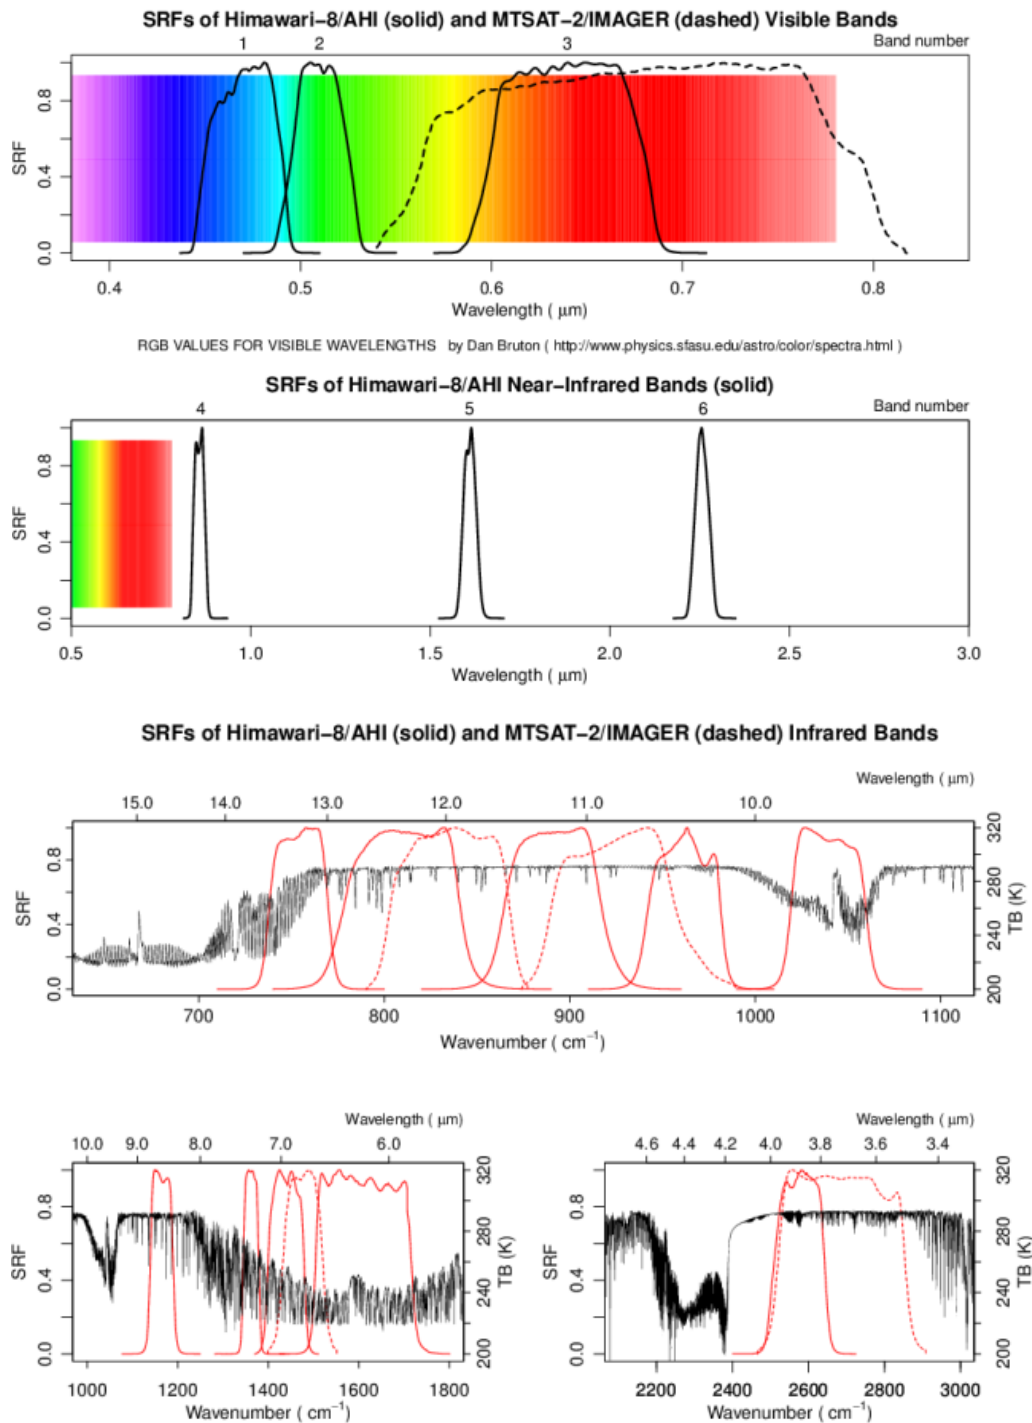 SRFs of Himawari−8/AHI (solid) and MTSAT−2/IMAGER (dashed) Visible Bands
1 2 3 Band number
SRF
0.0 0.4 0.8
0.4 0.5 0.6 0.7 0.8
Wavelength ( μm)
RGB VALUES FOR VISIBLE WAVELENGTHS by Dan Bruton ( http://www.physics.sfasu.edu/astro/color/spectra.html )
SRFs of Himawari−8/AHI Near−Infrared Bands (solid)
4 5 6 Band number
SRF
0.0 0.4 0.8
0.5 1.0 1.5 2.0 2.5 3.0
Wavelength ( μm)
SRFs of Himawari−8/AHI (solid) and MTSAT−2/IMAGER (dashed) Infrared Bands
Wavelength ( μm)
15.0 14.0 13.0 12.0 11.0 10.0
SRF
0.0 0.4 0.8
200 240 280 320
TB (K)
700 800 900 1000 1100
Wavenumber ( cm−1)
Wavelength ( μm)
10.0 9.0 8.0 7.0 6.0
SRF
0.0 0.4 0.8
200 240 280 320
TB (K)
1000 1200 1400 1600 1800
Wavenumber ( cm−1)
Wavelength ( μm)
4.6 4.4 4.2 4.0 3.8 3.6 3.4
SRF
0.0 0.4 0.8
200 240 280 320
TB (K)
2200 2400 2600 2800 3000
Wavenumber ( cm−1)